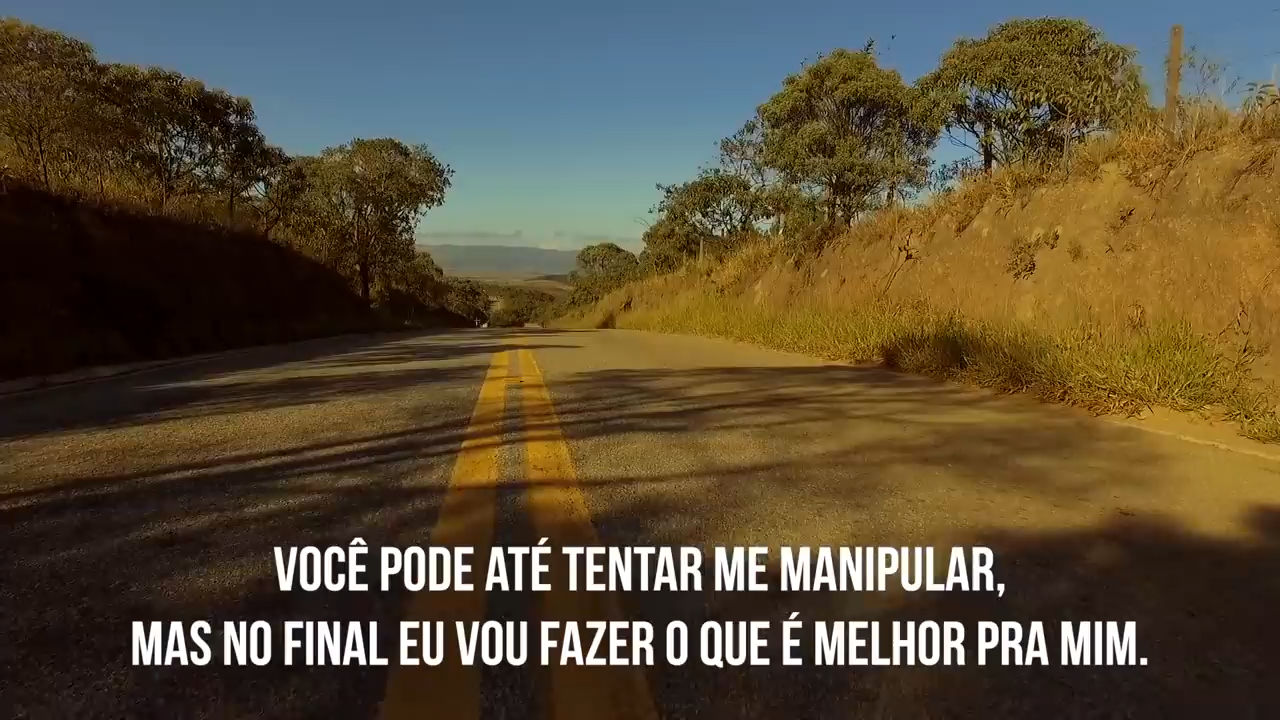 VOCÊ PODE ATÉ TENTAR ME MANIPULAR,
MAS NO FINAL EU VOU FAZER O QUE É MELHOR PRA MIM.